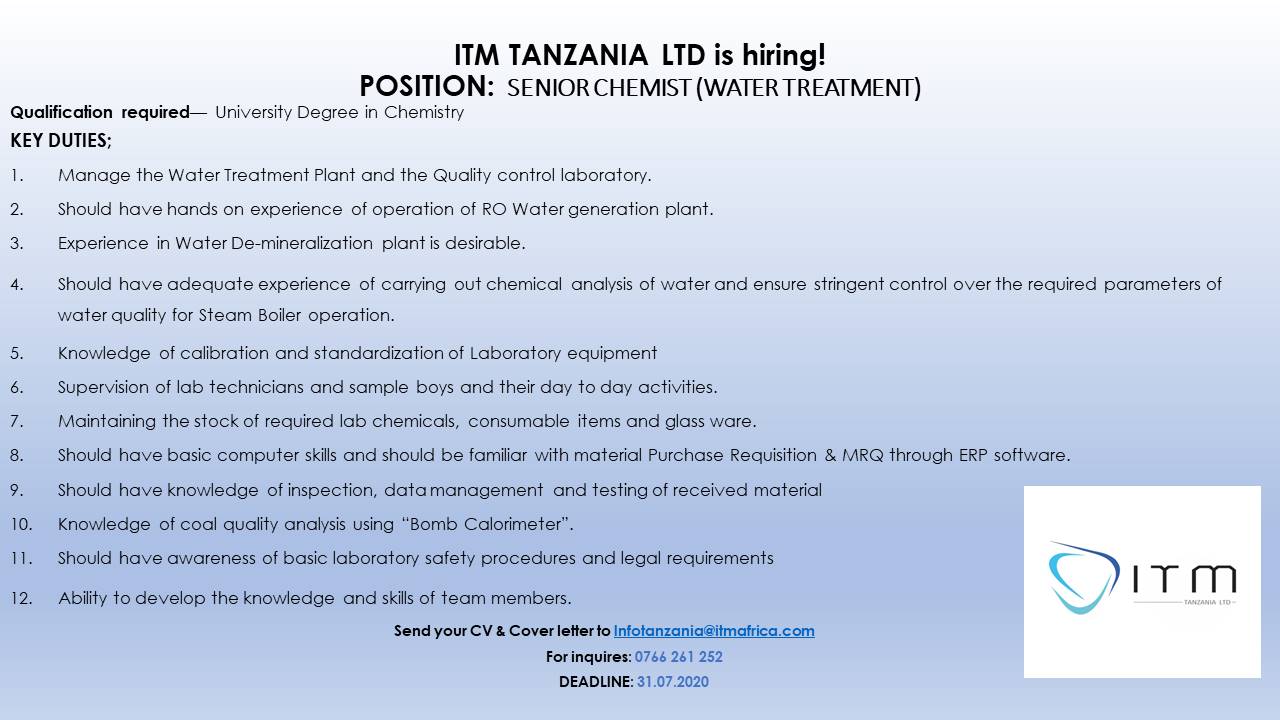 ITM TANZANIA LTD is hiring!
POSITION: SENIOR CHEMIST (WATER TREATMENT)
Qualification required— University Degree in Chemistry
KEY DUTIES;
1. Manage the Water Treatment Plant and the Quality control laboratory.
2. Should have hands on experience of operation of RO Water generation plant.
3. Experience in Water De-mineralization plant is desirable.
4. Should have adequate experience of carrying out chemical analysis of water and ensure stringent control over the required parameters of
water quality for Steam Boiler operation.
5. Knowledge of calibration and standardization of Laboratory equipment
6. Supervision of lab technicians and sample boys and their day to day activities.
7. Maintaining the stock of required lab chemicals, consumable items and glass ware.
8. Should have basic computer skills and should be familiar with material Purchase Requisition & MRQ through ERP software.
9. Should have knowledge of inspection, data management and testing of received material
10. Knowledge of coal quality analysis using “Bomb Calorimeter”.
11. Should have awareness of basic laboratory safety procedures and legal requirements
12. Ability to develop the knowledge and skills of team members.
Send your CV & Cover letter to Infotanzania@itmafrica.com
For inquires: 0766 261 252
DEADLINE: 31.07.2020
ITM
TANZANIA LTD